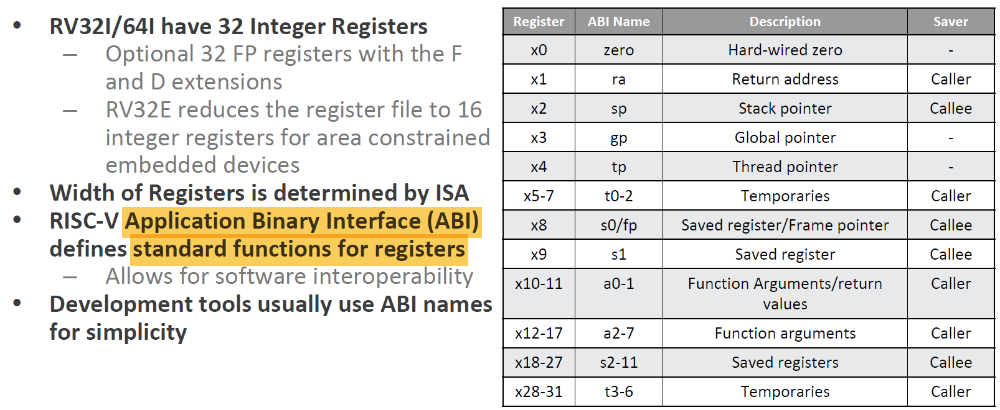 • RV32I/64I have 32 Integer Registers
– Optional 32 FP registers with the F
and D extensions
– RV32E reduces the register file to 16
integer registers for area constrained
embedded devices
• Width of Registers is determined by ISA
• RISC-V Application Binary Interface (ABI)
defines standard functions for registers
– Allows for software interoperability
• Development tools usually use ABI names
for simplicity
Register ABI Name Description Saver
x0 zero Hard-wired zero -
x1 ra Return address Caller
x2 sp Stack pointer Callee
x3 gp Global pointer -
x4 tp Thread pointer -
x5-7 t0-2 Temporaries Caller
x8 s0/fp Saved register/Frame pointer Callee
x9 s1 Saved register Callee
x10-11 a0-1 Function Arguments/return Caller
values
x12-17 a2-7 Function arguments Caller
x18-27 s2-11 Saved registers Callee
x28-31 t3-6 Temporaries Caller